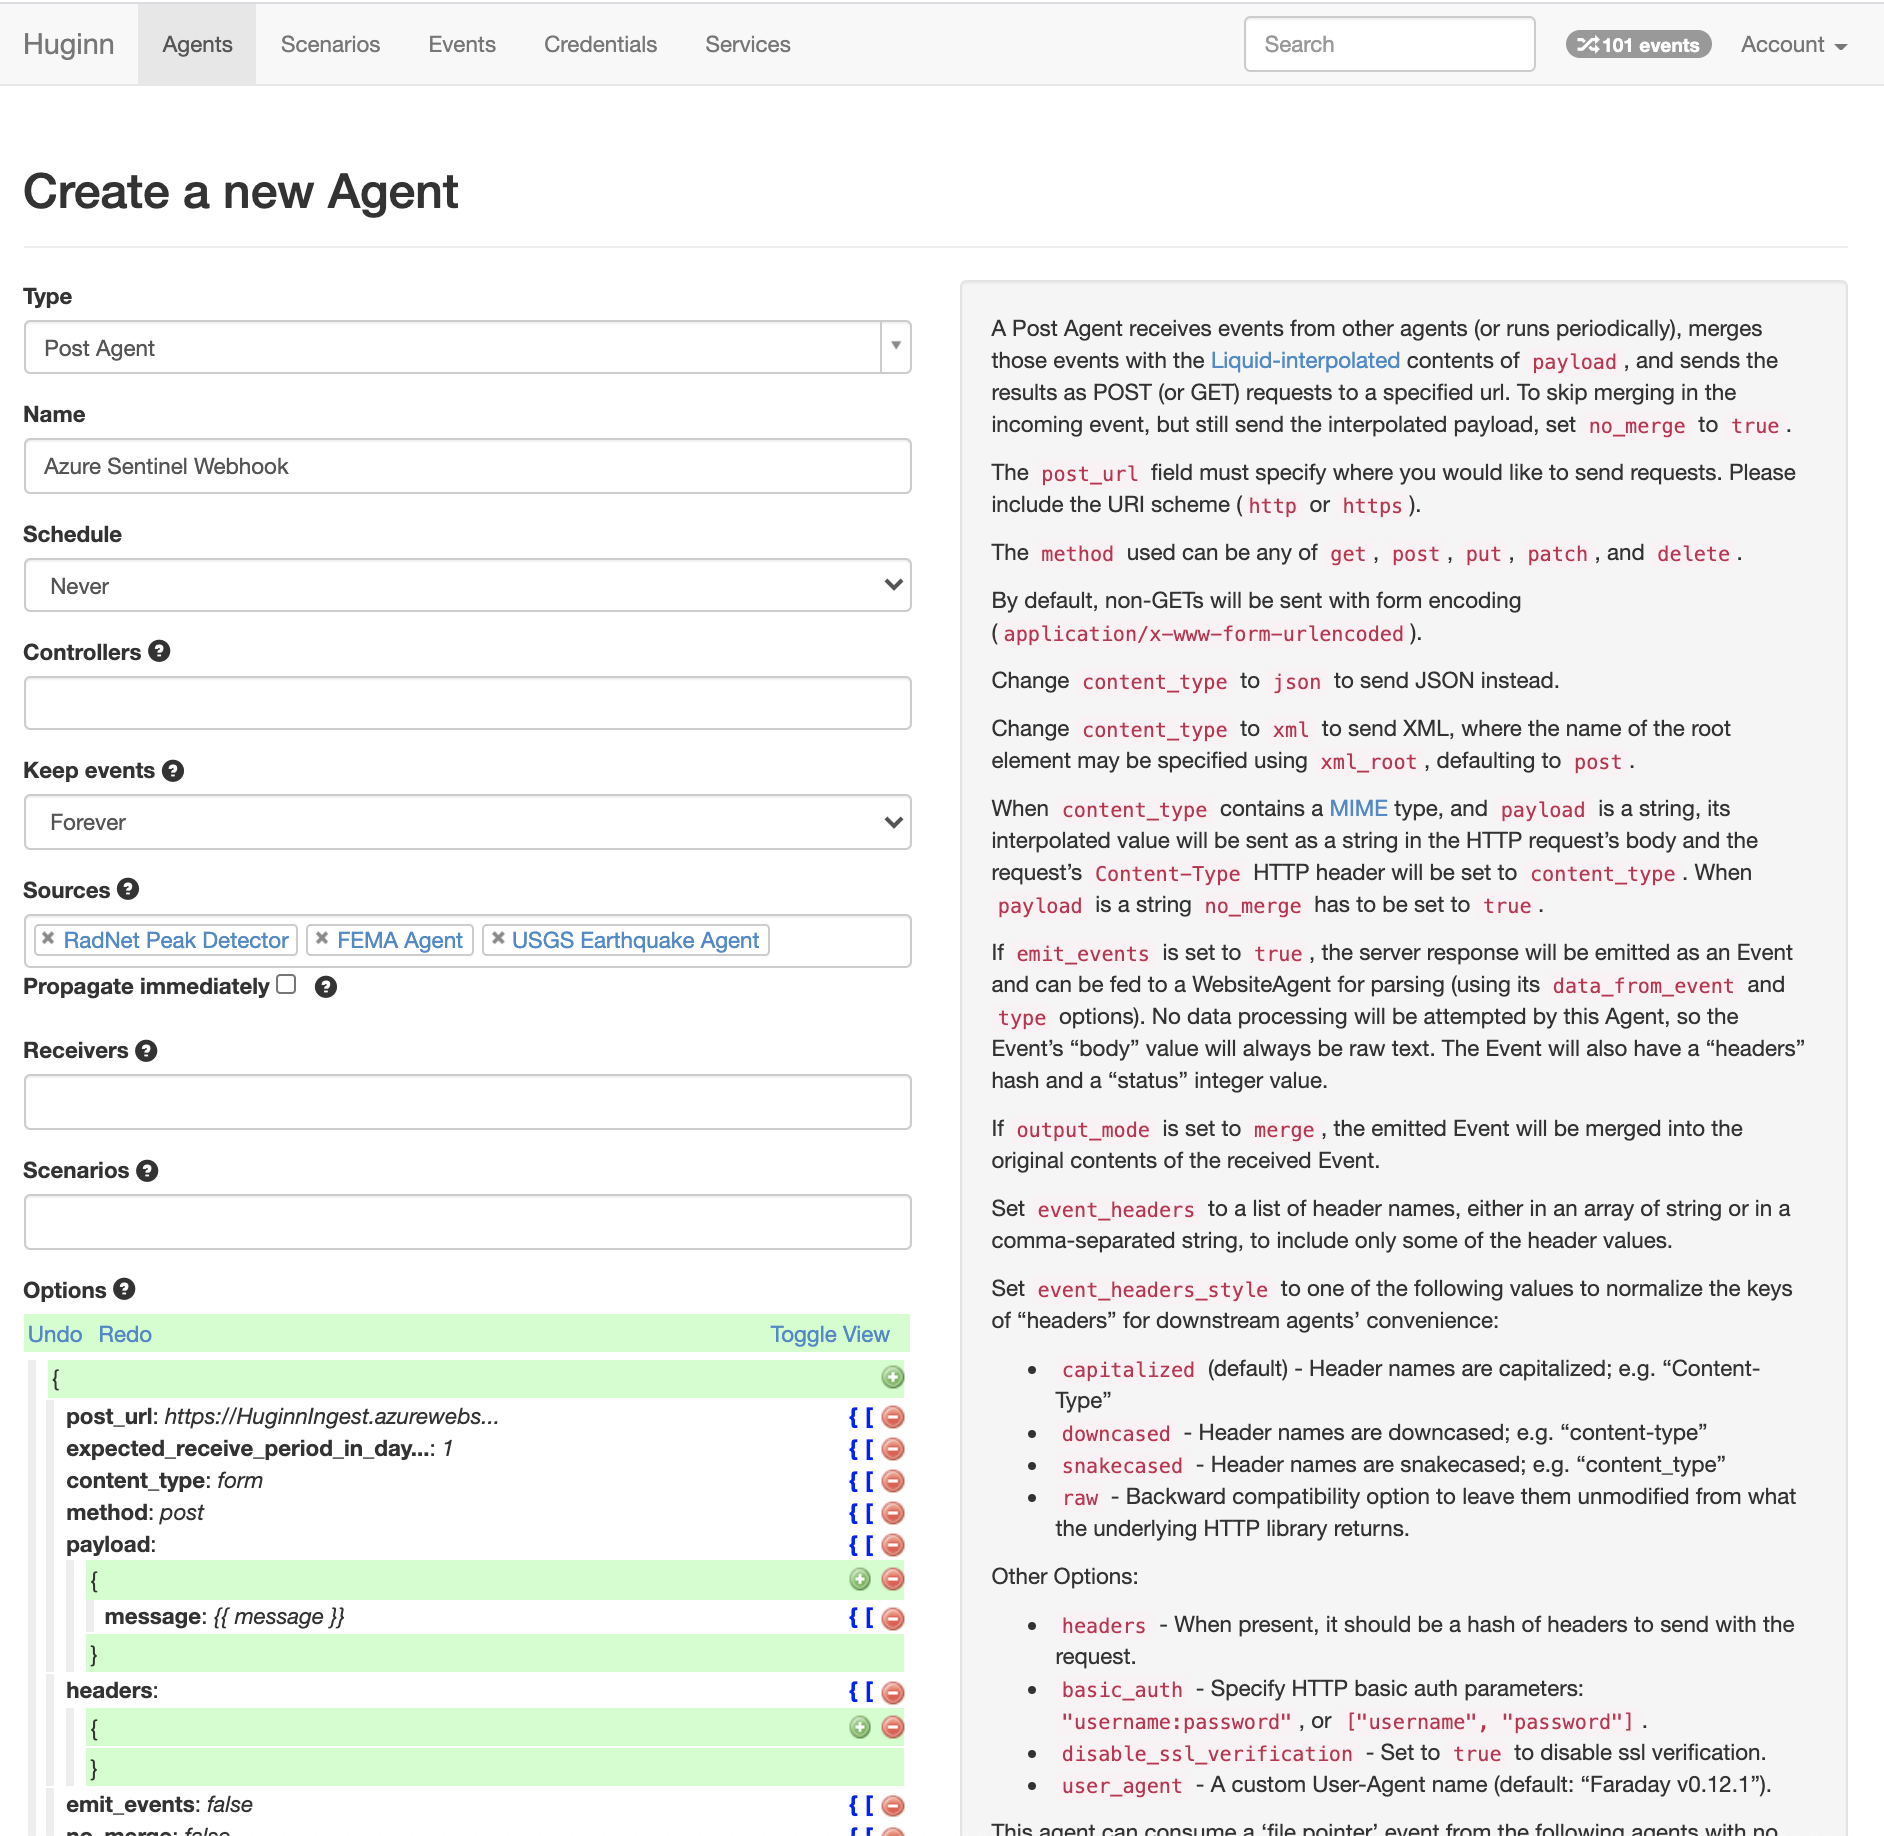 Huginn Agents Scenarios Events Credentials Services Search 101 events Account
Create a new Agent
Type
Post Agent
Name
Azure Sentinel Webhook
Schedule
Never
Controllers
Keep events
Forever
Sources
× RadNet Peak Detector × FEMA Agent × USGS Earthquake Agent
Propagate immediately
Receivers
Scenarios
Options
Undo Redo Toggle View
{
post_url: https://HuginnIngest.azurewebs... { [
expected_receive_period_in_day...: 1 { [
content_type: form { [
method: post { [
payload: { [
{
message: {{ message }} { [
}
headers: { [
{
}
emit_events: false { [
no_merge: false { [
A Post Agent receives events from other agents (or runs periodically), merges
those events with the Liquid-interpolated contents of payload , and sends the
results as POST (or GET) requests to a specified url. To skip merging in the
incoming event, but still send the interpolated payload, set no_merge to true .
The post_url field must specify where you would like to send requests. Please
include the URI scheme ( http or https ).
The method used can be any of get , post , put , patch , and delete .
By default, non-GETs will be sent with form encoding
( application/x-www-form-urlencoded ).
Change content_type to json to send JSON instead.
Change content_type to xml to send XML, where the name of the root
element may be specified using xml_root , defaulting to post .
When content_type contains a MIME type, and payload is a string, its
interpolated value will be sent as a string in the HTTP request’s body and the
request’s Content-Type HTTP header will be set to content_type . When
payload is a string no_merge has to be set to true .
If emit_events is set to true , the server response will be emitted as an Event
and can be fed to a WebsiteAgent for parsing (using its data_from_event and
type options). No data processing will be attempted by this Agent, so the
Event’s “body” value will always be raw text. The Event will also have a “headers”
hash and a “status” integer value.
If output_mode is set to merge , the emitted Event will be merged into the
original contents of the received Event.
Set event_headers to a list of header names, either in an array of string or in a
comma-separated string, to include only some of the header values.
Set event_headers_style to one of the following values to normalize the keys
of “headers” for downstream agents’ convenience:
• capitalized (default) - Header names are capitalized; e.g. “Content-
Type”
• downcased - Header names are downcased; e.g. “content-type”
• snakecased - Header names are snakecased; e.g. “content_type”
• raw - Backward compatibility option to leave them unmodified from what
the underlying HTTP library returns.
Other Options:
• headers - When present, it should be a hash of headers to send with the
request.
• basic_auth - Specify HTTP basic auth parameters:
"username:password" , or ["username", "password"] .
• disable_ssl_verification - Set to true to disable ssl verification.
• user_agent - A custom User-Agent name (default: “Faraday v0.12.1”).
This agent can consume a ‘file pointer’ event from the following agents with no